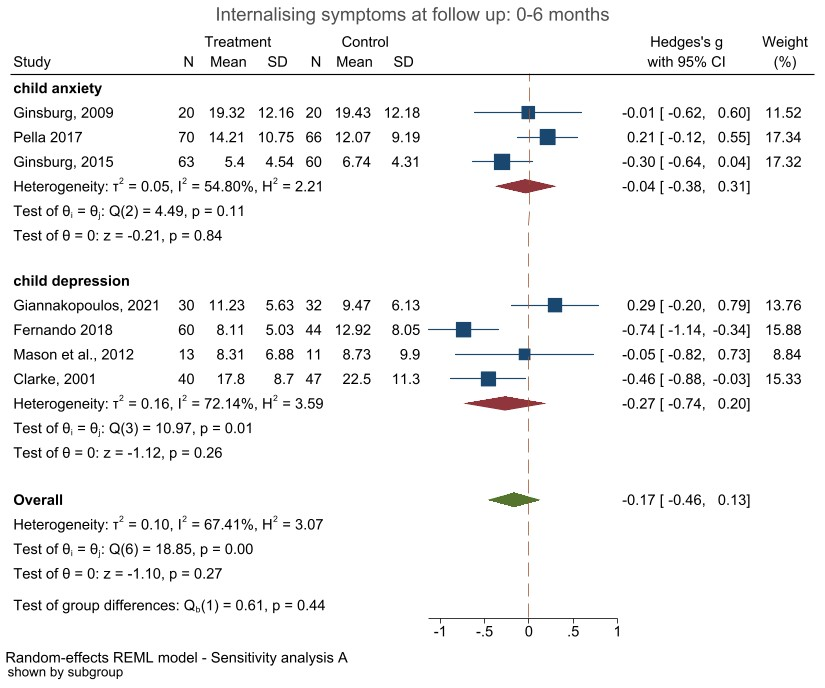 Internalising symptoms at follow up: 0-6 months
Treatment Control Hedges's g Weight
Study N Mean SD N Mean SD with 95% CI (%)
child anxiety
Ginsburg, 2009 20 19.32 12.16 20 19.43 12.18 -0.01 [ -0.62, 0.60] 11.52
Pella 2017 70 14.21 10.75 66 12.07 9.19 0.21 [ -0.12, 0.55] 17.34
Ginsburg, 2015 63 5.4 4.54 60 6.74 4.31 -0.30 [ -0.64, 0.04] 17.32
Heterogeneity: τ² = 0.05, I² = 54.80%, H² = 2.21 -0.04 [ -0.38, 0.31]
Test of θᵢ = θⱼ: Q(2) = 4.49, p = 0.11
Test of θ = 0: z = -0.21, p = 0.84
child depression
Giannakopoulos, 2021 30 11.23 5.63 32 9.47 6.13 0.29 [ -0.20, 0.79] 13.76
Fernando 2018 60 8.11 5.03 44 12.92 8.05 -0.74 [ -1.14, -0.34] 15.88
Mason et al., 2012 13 8.31 6.88 11 8.73 9.9 -0.05 [ -0.82, 0.73] 8.84
Clarke, 2001 40 17.8 8.7 47 22.5 11.3 -0.46 [ -0.88, -0.03] 15.33
Heterogeneity: τ² = 0.16, I² = 72.14%, H² = 3.59 -0.27 [ -0.74, 0.20]
Test of θᵢ = θⱼ: Q(3) = 10.97, p = 0.01
Test of θ = 0: z = -1.12, p = 0.26
Overall -0.17 [ -0.46, 0.13]
Heterogeneity: τ² = 0.10, I² = 67.41%, H² = 3.07
Test of θᵢ = θⱼ: Q(6) = 18.85, p = 0.00
Test of θ = 0: z = -1.10, p = 0.27
Test of group differences: Q_b(1) = 0.61, p = 0.44
-1 -.5 0 .5 1
Random-effects REML model - Sensitivity analysis A
shown by subgroup